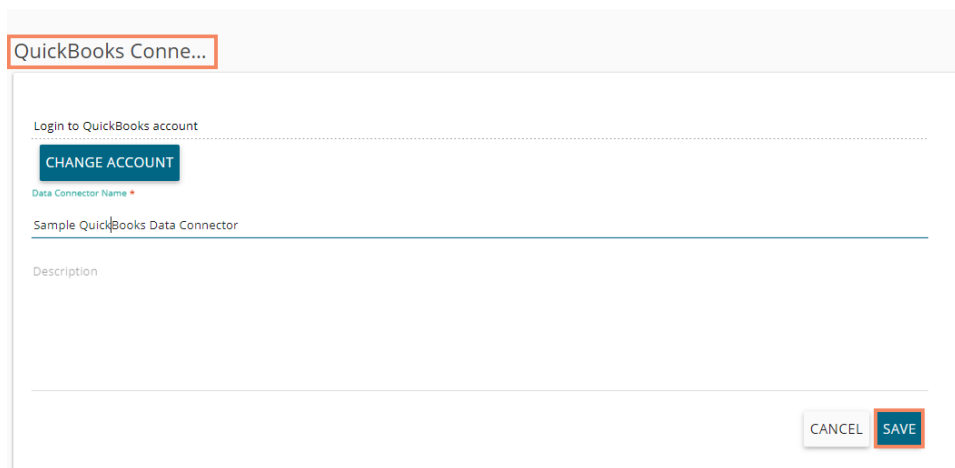 QuickBooks Conne...
Login to QuickBooks account
CHANGE ACCOUNT
Data Connector Name *
Sample QuickBooks Data Connector
Description
CANCEL SAVE